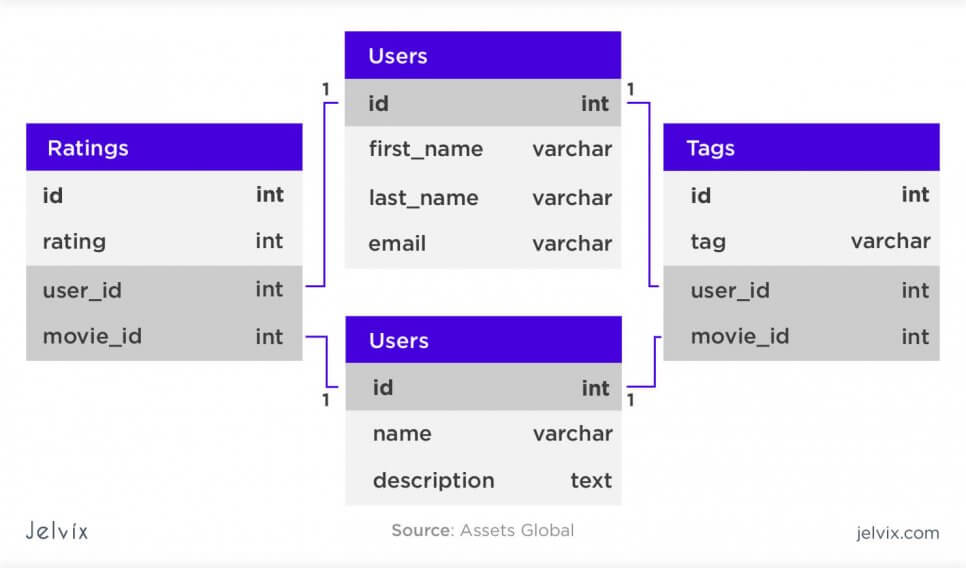 Users
1
1
id int
first_name varchar
last_name varchar
email varchar
Ratings
id int
rating int
user_id int
movie_id int
Tags
id int
tag varchar
user_id int
movie_id int
Users
id int
1
1
name varchar
description text
Jelvix
Source: Assets Global
jelvix.com